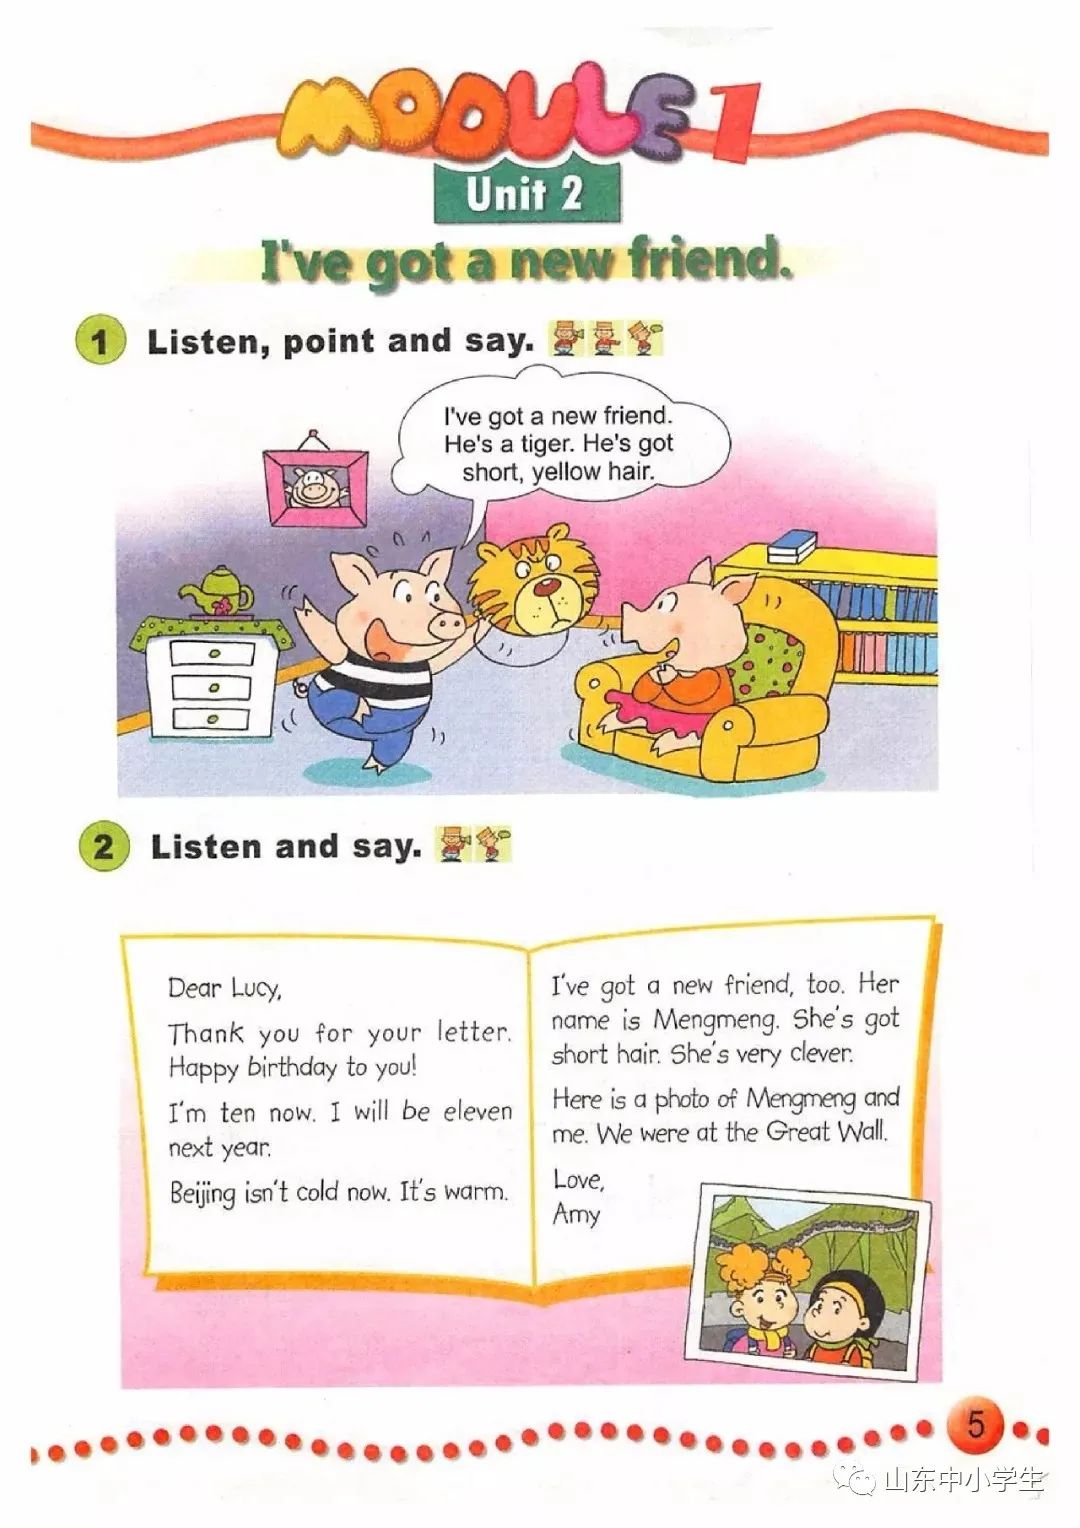 MODULE 1
Unit 2
I've got a new friend.
1 Listen, point and say.
I've got a new friend.
He's a tiger. He's got
short, yellow hair.
2 Listen and say.
Dear Lucy,
Thank you for your letter.
Happy birthday to you!
I'm ten now. I will be eleven
next year.
Beijing isn't cold now. It's warm.
I've got a new friend, too. Her
name is Mengmeng. She's got
short hair. She's very clever.
Here is a photo of Mengmeng and
me. We were at the Great Wall.
Love,
Amy
5
山东中小学生